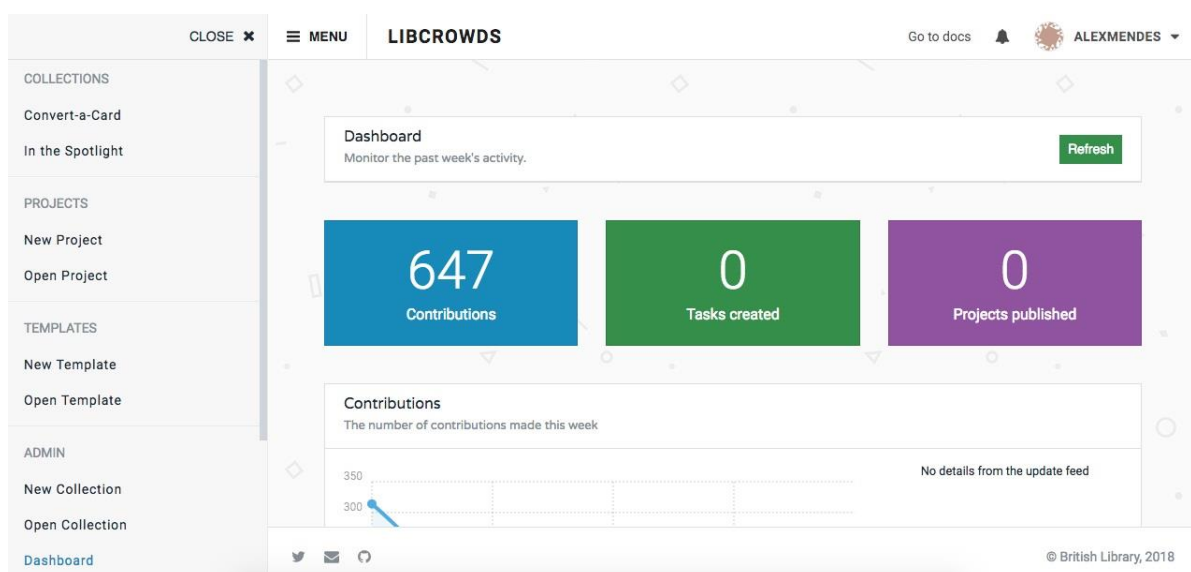 CLOSE ✖
MENU
LIBCROWDS
Go to docs
ALEXMENDES
COLLECTIONS
Convert-a-Card
In the Spotlight
PROJECTS
New Project
Open Project
TEMPLATES
New Template
Open Template
ADMIN
New Collection
Open Collection
Dashboard
Dashboard
Monitor the past week's activity.
Refresh
647
Contributions
0
Tasks created
0
Projects published
Contributions
The number of contributions made this week
350
300
No details from the update feed
© British Library, 2018